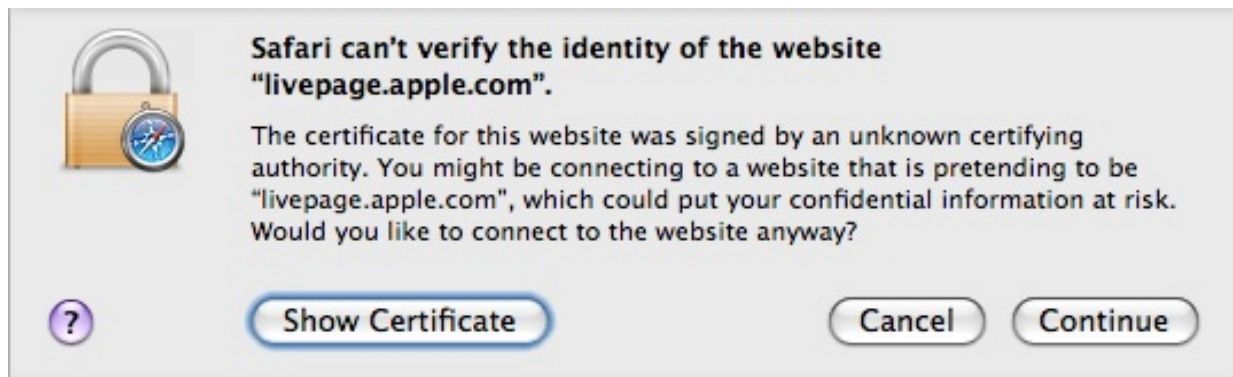 Safari can't verify the identity of the website
“livepage.apple.com”.
The certificate for this website was signed by an unknown certifying
authority. You might be connecting to a website that is pretending to be
“livepage.apple.com”, which could put your confidential information at risk.
Would you like to connect to the website anyway?
?
Show Certificate
Cancel
Continue